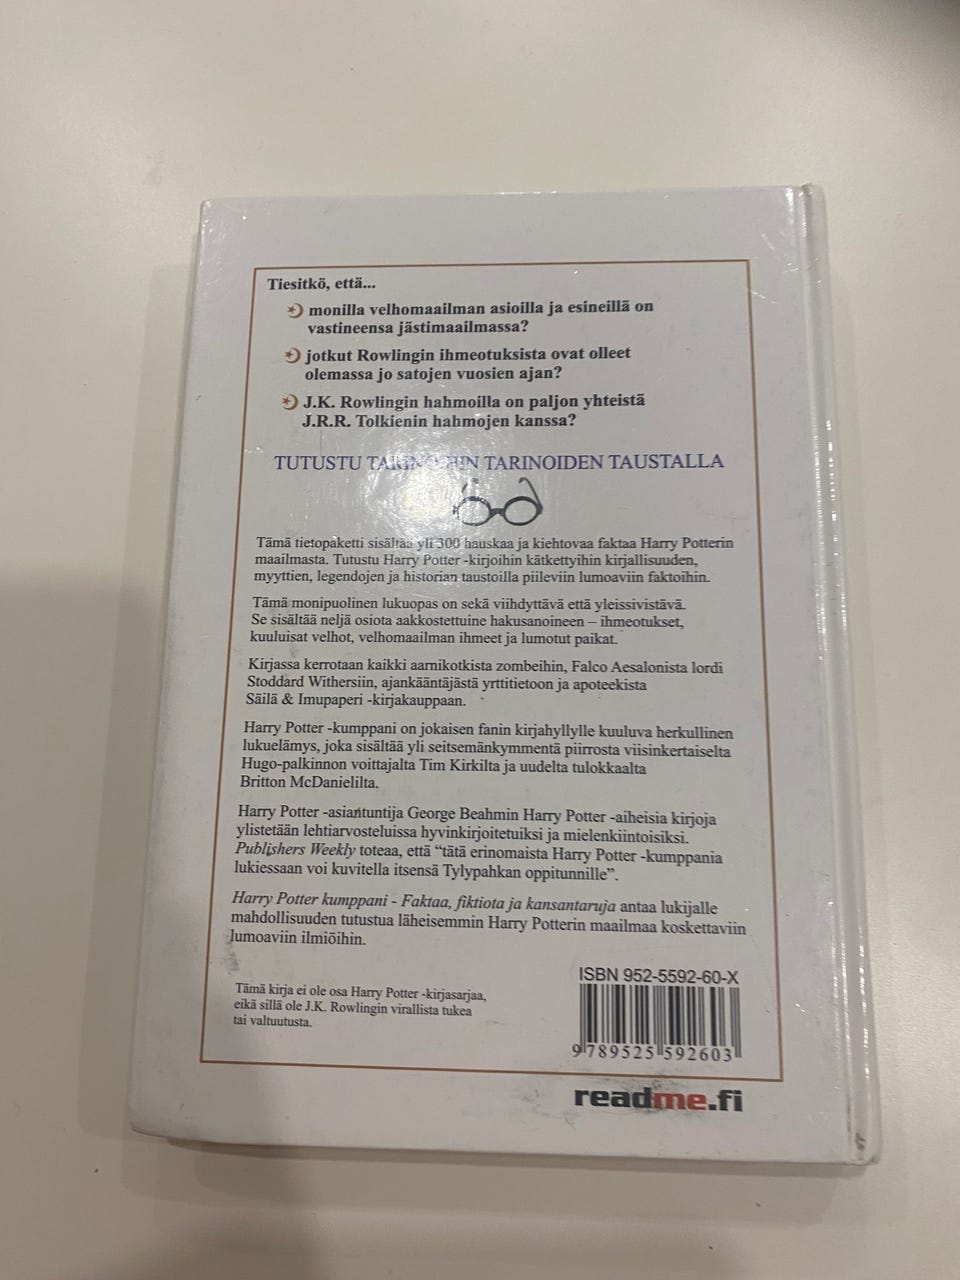 Tiesitkö, että...
monilla velhomaailman asioilla ja esineillä on
vastineensa jästimaailmassa?
jotkut Rowlingin ihmeotuksista ovat olleet
olemassa jo satojen vuosien ajan?
J.K. Rowlingin hahmoilla on paljon yhteistä
J.R.R. Tolkienin hahmojen kanssa?
TUTUSTU TARINOIHIN TARINOIDEN TAUSTALLA
Tämä tietopaketti sisältää yli 300 hauskaa ja kiehtovaa faktaa Harry Potterin
maailmasta. Tutustu Harry Potter -kirjoihin kätkettyihin kirjallisuuden,
myyttien, legendojen ja historian taustoilla piileviin lumoaviin faktoihin.
Tämä monipuolinen lukuopas on sekä viihdyttävä että yleissivistävä.
Se sisältää neljä osiota aakkostettuine hakusanoineen – ihmeotukset,
kuuluisat velhot, velhomaailman ihmeet ja lumotut paikat.
Kirjassa kerrotaan kaikki aarnikotkista zombeihin, Falco Aesalonista lordi
Stoddard Withersiin, ajankääntäjästä yrttitietoon ja apoteekista
Säilä & Imupaperi -kirjakauppaan.
Harry Potter -kumppani on jokaisen fanin kirjahyllylle kuuluva herkullinen
lukuelämys, joka sisältää yli seitsemänkymmentä piirrosta viisinkertaiselta
Hugo-palkinnon voittajalta Tim Kirkilta ja uudelta tulokkaalta
Britton McDanielilta.
Harry Potter -asiantuntija George Beahmin Harry Potter -aiheisia kirjoja
ylistetään lehtiarvosteluissa hyvinkirjoitetuiksi ja mielenkiintoisiksi.
Publishers Weekly toteaa, että “tätä erinomaista Harry Potter -kumppania
lukiessaan voi kuvitella itsensä Tylypahkan oppitunnille”.
Harry Potter kumppani - Faktaa, fiktiota ja kansantaruja antaa lukijalle
mahdollisuuden tutustua läheisemmin Harry Potterin maailmaa koskettaviin
lumoaviin ilmiöihin.
Tämä kirja ei ole osa Harry Potter -kirjasarjaa,
eikä sillä ole J.K. Rowlingin virallista tukea
tai valtuutusta.
ISBN 952-5592-60-X
9 789525 592603
readme.fi